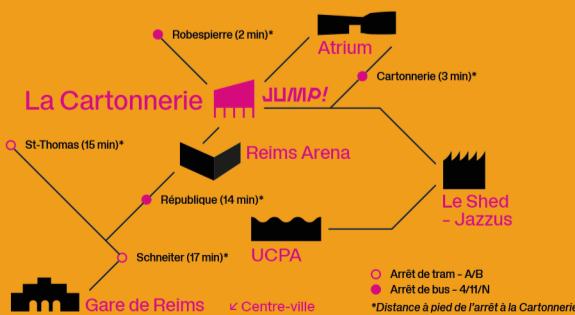 Robespierre (2 min)*
Atrium
Cartonnerie (3 min)*
La Cartonnerie
JUMP!
St-Thomas (15 min)*
Reims Arena
République (14 min)*
Le Shed
– Jazzus
UCPA
Schneiter (17 min)*
Arrêt de tram – A/B
Arrêt de bus – 4/11/N
Gare de Reims
↙ Centre-ville
*Distance à pied de l'arrêt à la Cartonnerie